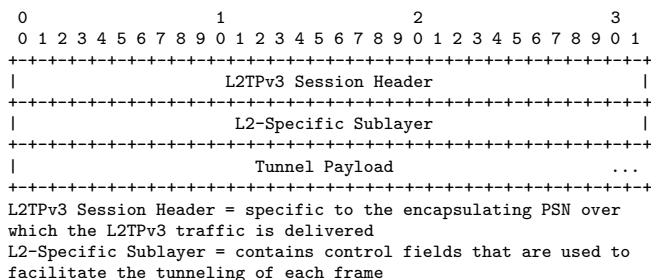 0                   1                   2                   3
0 1 2 3 4 5 6 7 8 9 0 1 2 3 4 5 6 7 8 9 0 1 2 3 4 5 6 7 8 9 0 1
+-+-+-+-+-+-+-+-+-+-+-+-+-+-+-+-+-+-+-+-+-+-+-+-+-+-+-+-+-+-+-+-+
|                     L2TPv3 Session Header                     |
+-+-+-+-+-+-+-+-+-+-+-+-+-+-+-+-+-+-+-+-+-+-+-+-+-+-+-+-+-+-+-+-+
|                      L2-Specific Sublayer                     |
+-+-+-+-+-+-+-+-+-+-+-+-+-+-+-+-+-+-+-+-+-+-+-+-+-+-+-+-+-+-+-+-+
|                        Tunnel Payload                      ...
+-+-+-+-+-+-+-+-+-+-+-+-+-+-+-+-+-+-+-+-+-+-+-+-+-+-+-+-+-+-+-+-+
L2TPv3 Session Header = specific to the encapsulating PSN over
which the L2TPv3 traffic is delivered
L2-Specific Sublayer = contains control fields that are used to
facilitate the tunneling of each frame